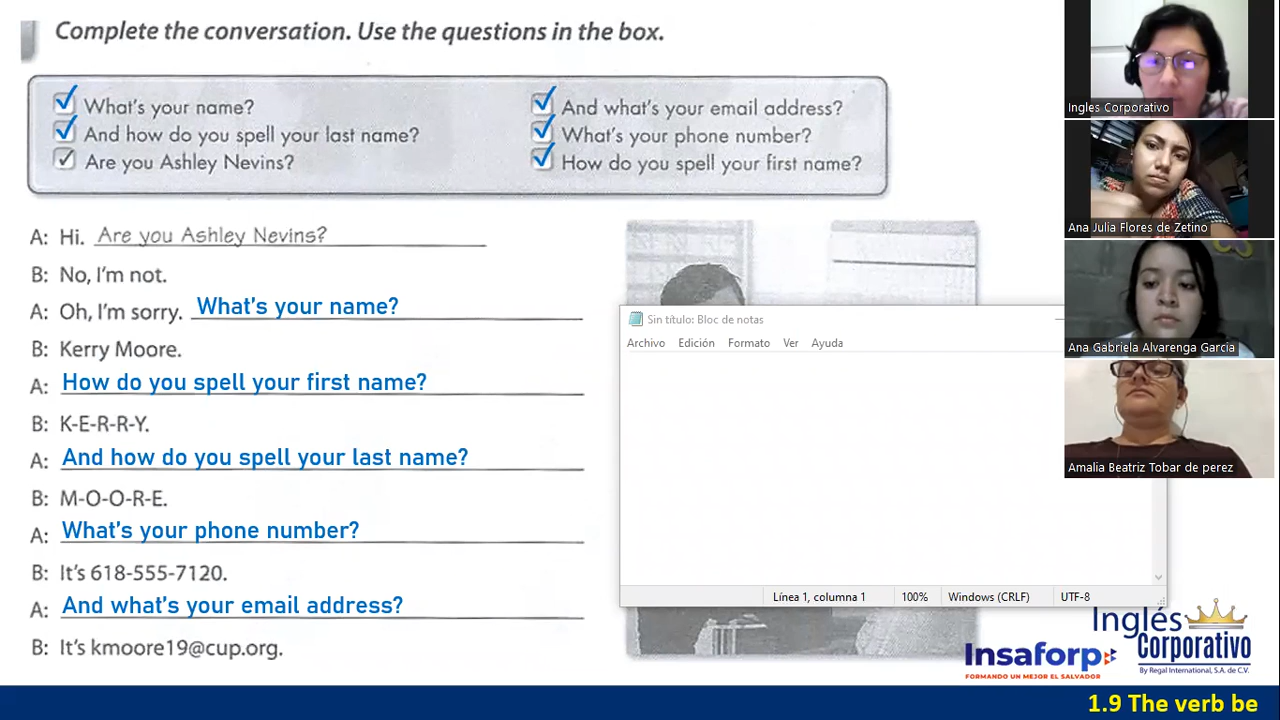 Complete the conversation. Use the questions in the box.
What's your name?
And how do you spell your last name?
Are you Ashley Nevins?
And what's your email address?
What's your phone number?
How do you spell your first name?
A: Hi. Are you Ashley Nevins?
B: No, I'm not.
A: Oh, I'm sorry. What's your name?
B: Kerry Moore.
A: How do you spell your first name?
B: K-E-R-R-Y.
A: And how do you spell your last name?
B: M-O-O-R-E.
A: What's your phone number?
B: It's 618-555-7120.
A: And what's your email address?
B: It's kmoore19@cup.org.
Sin título: Bloc de notas
Archivo Edición Formato Ver Ayuda
Línea 1, columna 1 100% Windows (CRLF) UTF-8
Ingles Corporativo
Ana Julia Flores de Zetino
Ana Gabriela Alvarenga Garcia
Amalia Beatriz Tobar de perez
Insaforp
FORMANDO UN MEJOR EL SALVADOR
Inglés
Corporativo
By Regal International, S.A. de C.V.
1.9 The verb be